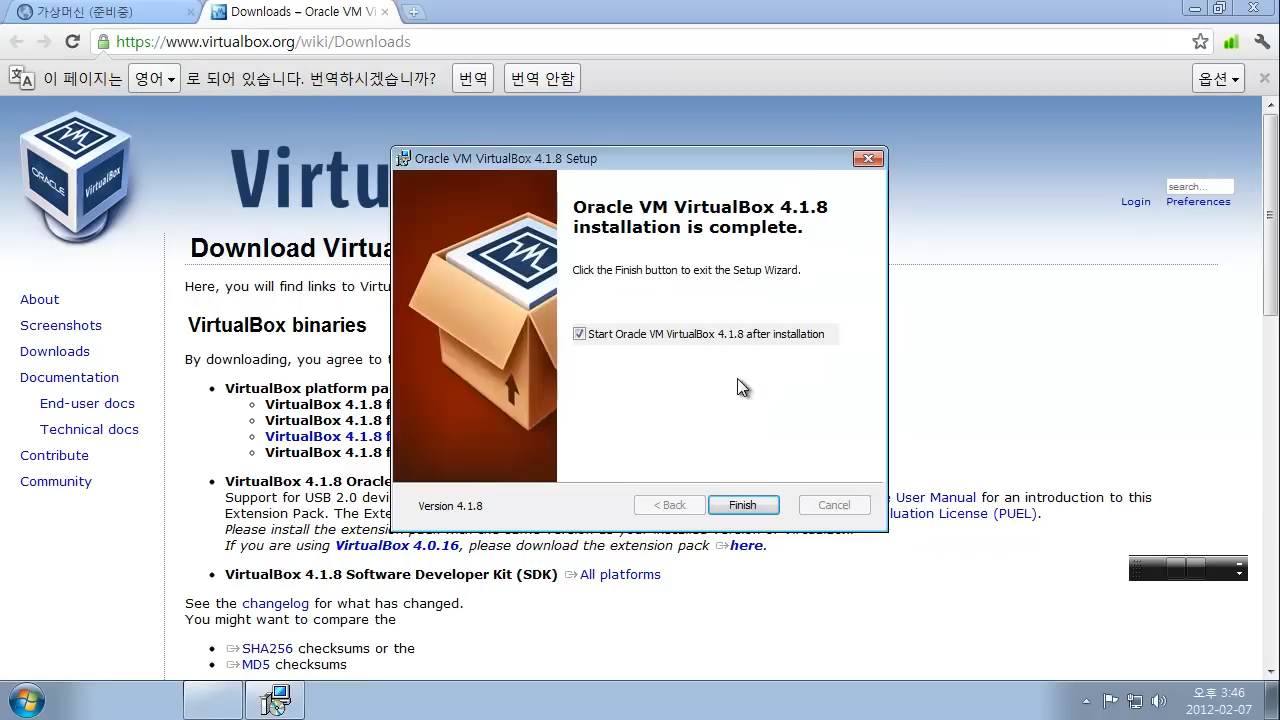 가상머신 (준비중)
Downloads – Oracle VM Vi
https://www.virtualbox.org/wiki/Downloads
이 페이지는 영어 로 되어 있습니다. 번역하시겠습니까? 번역 번역 안함 옵션
ORACLE
VirtualBox
Virtu
search...
Login Preferences
Download Virtua
Here, you will find links to Virtu
About
Screenshots
Downloads
Documentation
End-user docs
Technical docs
Contribute
Community
VirtualBox binaries
By downloading, you agree to t
VirtualBox platform pa
VirtualBox 4.1.8 f
VirtualBox 4.1.8 f
VirtualBox 4.1.8 f
VirtualBox 4.1.8 f
VirtualBox 4.1.8 Oracle
Support for USB 2.0 devi
User Manual for an introduction to this
Extension Pack. The Exte
luation License (PUEL).
Please install the extension
If you are using VirtualBox 4.0.16, please download the extension pack here.
VirtualBox 4.1.8 Software Developer Kit (SDK) All platforms
See the changelog for what has changed.
You might want to compare the
SHA256 checksums or the
MD5 checksums
Oracle VM VirtualBox 4.1.8 Setup
Oracle VM VirtualBox 4.1.8
installation is complete.
Click the Finish button to exit the Setup Wizard.
Start Oracle VM VirtualBox 4.1.8 after installation
Version 4.1.8
< Back
Finish
Cancel
오후 3:46
2012-02-07